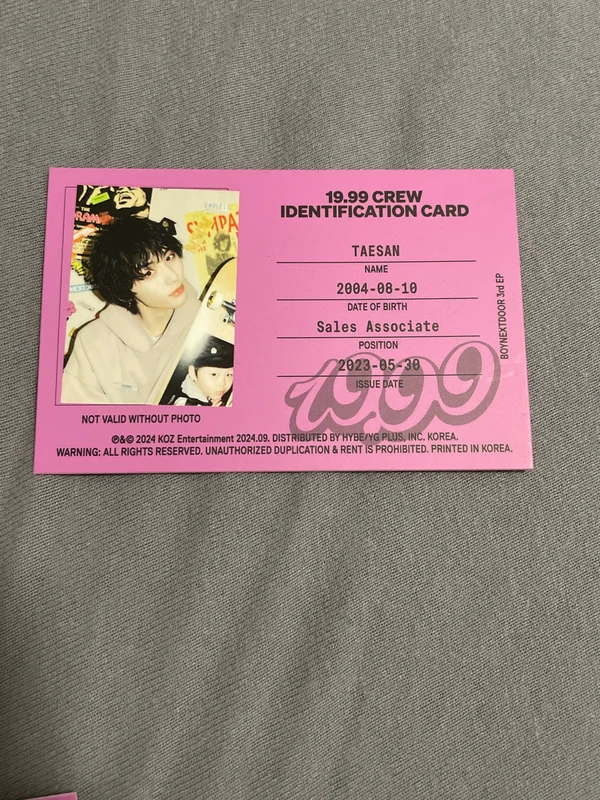 19.99 CREW
IDENTIFICATION CARD
TAESAN
NAME
2004-08-10
DATE OF BIRTH
Sales Associate
POSITION
2023-05-30
ISSUE DATE
19.99
BOYNEXTDOOR 3rd EP
NOT VALID WITHOUT PHOTO
℗&© 2024 KOZ Entertainment 2024.09. DISTRIBUTED BY HYBE/YG PLUS, INC. KOREA.
WARNING: ALL RIGHTS RESERVED. UNAUTHORIZED DUPLICATION & RENT IS PROHIBITED. PRINTED IN KOREA.